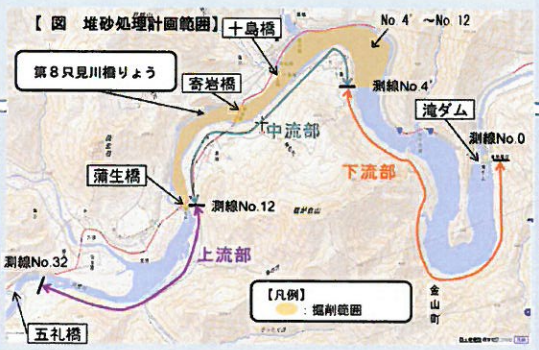 【 図 堆砂処理計画範囲】
十島橋
No. 4' ～No. 12
第８只見川橋りょう
寄岩橋
測線No.4'
滝ダム
測線No.0
中流部
下流部
蒲生橋
測線No.12
上流部
測線No.32
五礼橋
【凡例】
：掘削範囲
金山町